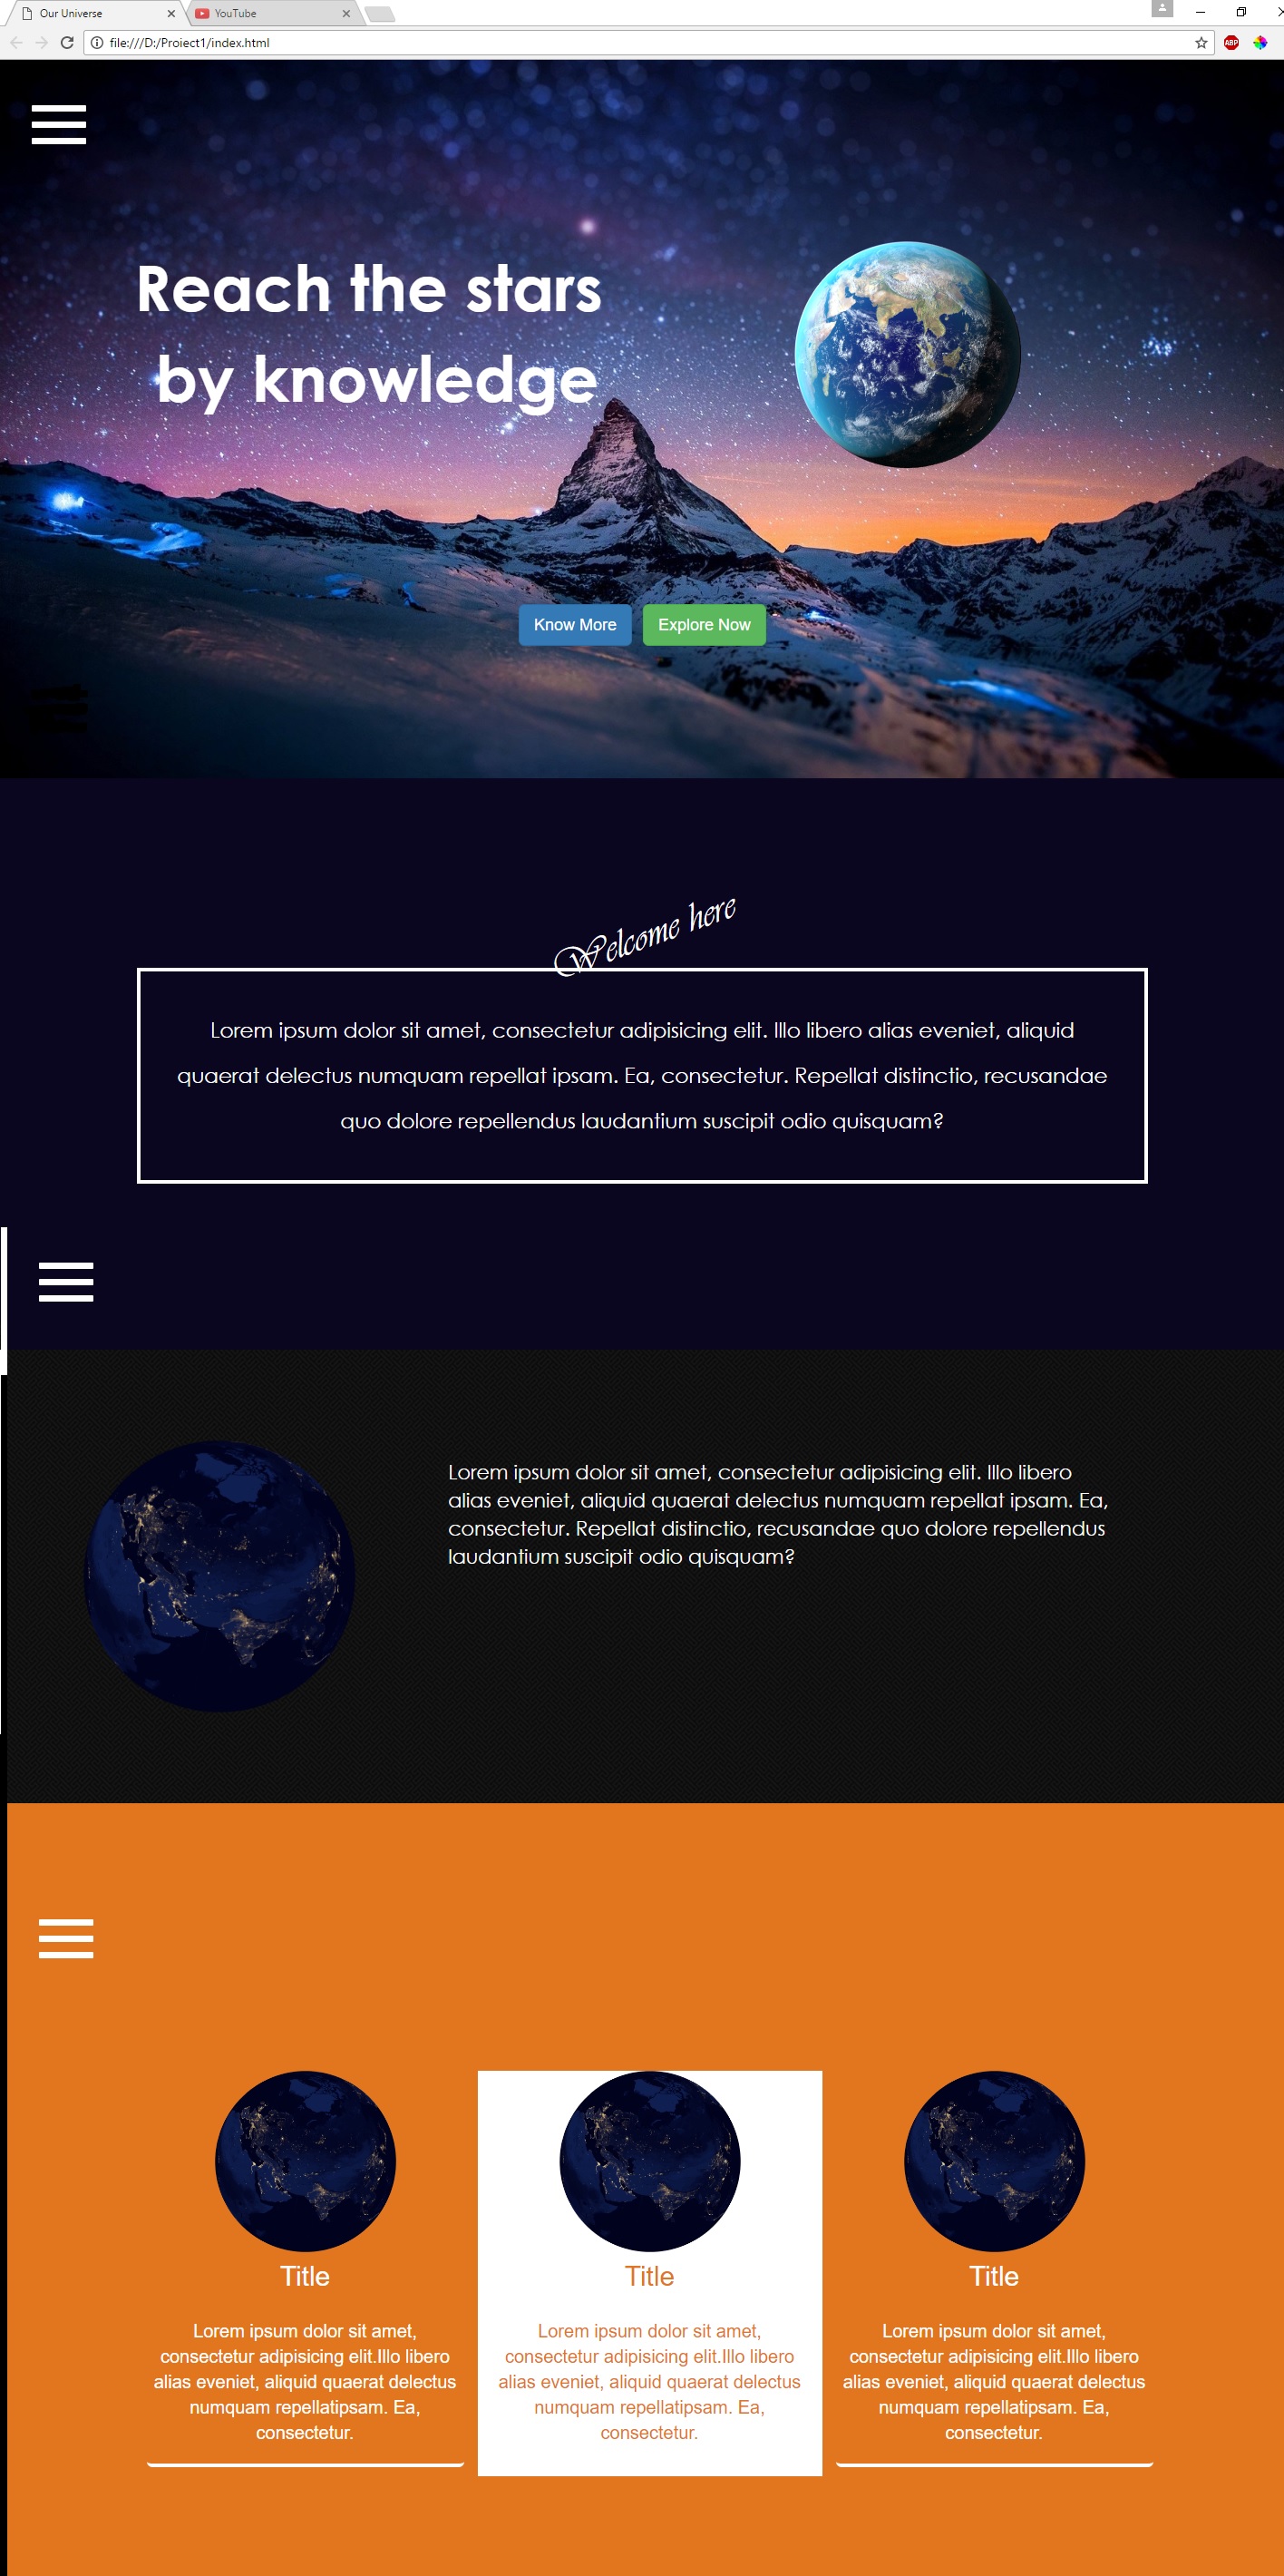 Our Universe
YouTube
file:///D:/Proiect1/index.html
ABP
Reach the stars
by knowledge
Know More
Explore Now
Welcome here
Lorem ipsum dolor sit amet, consectetur adipisicing elit. Illo libero alias eveniet, aliquid
quaerat delectus numquam repellat ipsam. Ea, consectetur. Repellat distinctio, recusandae
quo dolore repellendus laudantium suscipit odio quisquam?
Lorem ipsum dolor sit amet, consectetur adipisicing elit. Illo libero
alias eveniet, aliquid quaerat delectus numquam repellat ipsam. Ea,
consectetur. Repellat distinctio, recusandae quo dolore repellendus
laudantium suscipit odio quisquam?
Title
Lorem ipsum dolor sit amet,
consectetur adipisicing elit.Illo libero
alias eveniet, aliquid quaerat delectus
numquam repellatipsam. Ea,
consectetur.
Title
Lorem ipsum dolor sit amet,
consectetur adipisicing elit.Illo libero
alias eveniet, aliquid quaerat delectus
numquam repellatipsam. Ea,
consectetur.
Title
Lorem ipsum dolor sit amet,
consectetur adipisicing elit.Illo libero
alias eveniet, aliquid quaerat delectus
numquam repellatipsam. Ea,
consectetur.